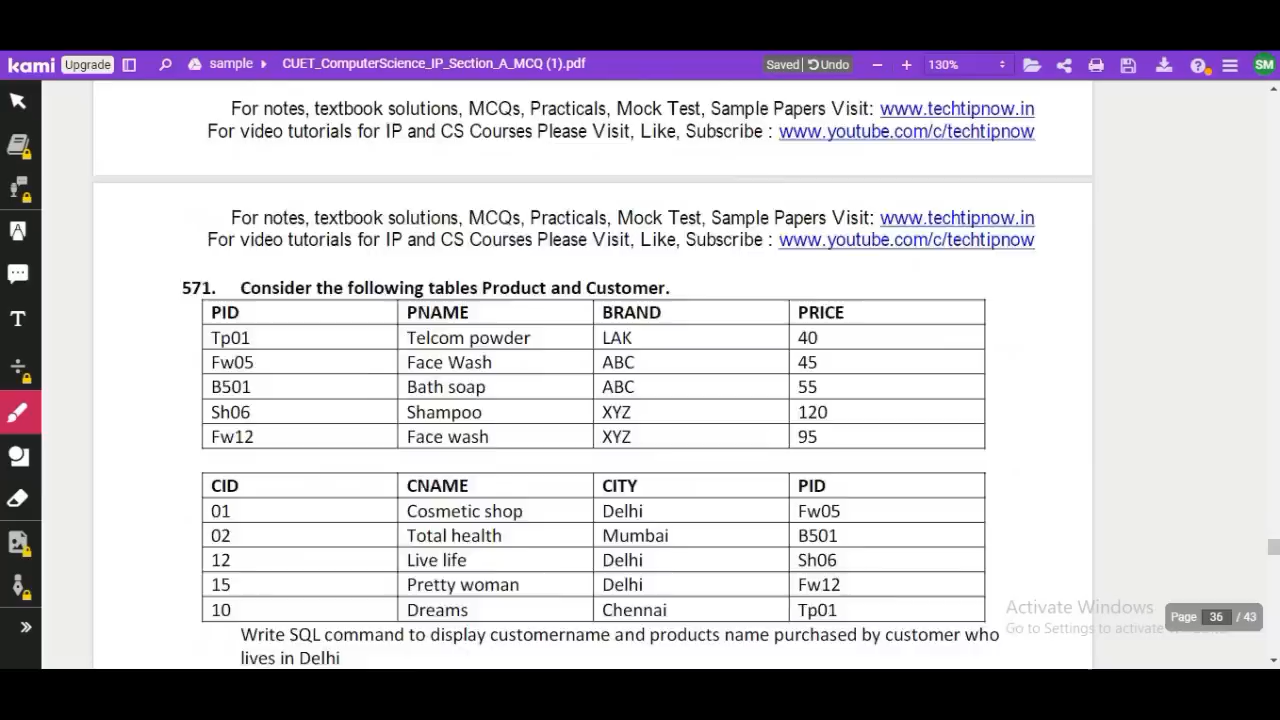 kami Upgrade sample CUET_ComputerScience_IP_Section_A_MCQ (1).pdf Saved Undo 130% SM
For notes, textbook solutions, MCQs, Practicals, Mock Test, Sample Papers Visit: www.techtipnow.in
For video tutorials for IP and CS Courses Please Visit, Like, Subscribe : www.youtube.com/c/techtipnow
For notes, textbook solutions, MCQs, Practicals, Mock Test, Sample Papers Visit: www.techtipnow.in
For video tutorials for IP and CS Courses Please Visit, Like, Subscribe : www.youtube.com/c/techtipnow
571. Consider the following tables Product and Customer.
PID PNAME BRAND PRICE
Tp01 Telcom powder LAK 40
Fw05 Face Wash ABC 45
B501 Bath soap ABC 55
Sh06 Shampoo XYZ 120
Fw12 Face wash XYZ 95
CID CNAME CITY PID
01 Cosmetic shop Delhi Fw05
02 Total health Mumbai B501
12 Live life Delhi Sh06
15 Pretty woman Delhi Fw12
10 Dreams Chennai Tp01
Activate Windows
Go to Settings to activate
Page 36 / 43
Write SQL command to display customername and products name purchased by customer who
lives in Delhi